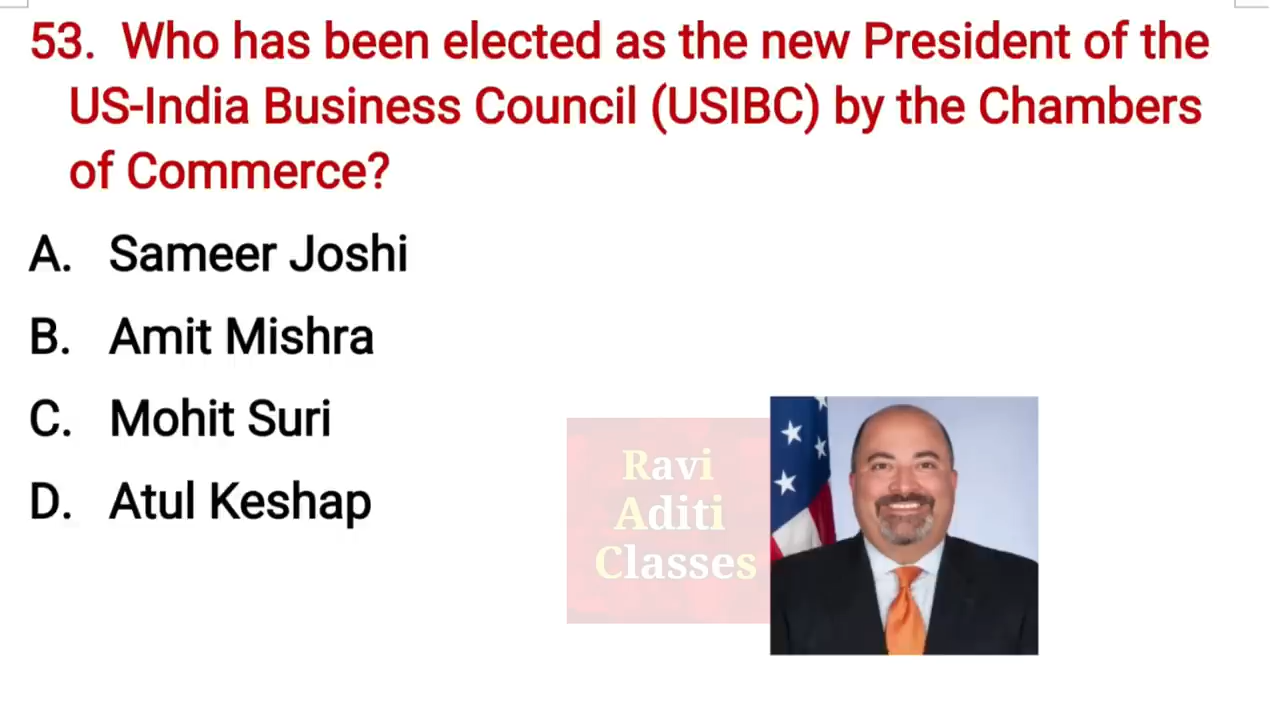 53. Who has been elected as the new President of the
US-India Business Council (USIBC) by the Chambers
of Commerce?
A. Sameer Joshi
B. Amit Mishra
C. Mohit Suri
D. Atul Keshap
Ravi
Aditi
Classes